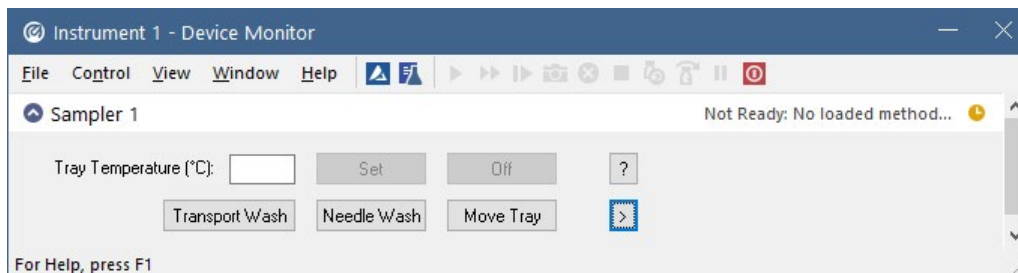 Instrument 1 - Device Monitor
File Control View Window Help
Sampler 1 Not Ready: No loaded method...
Tray Temperature (°C): Set Off ?
Transport Wash Needle Wash Move Tray >
For Help, press F1